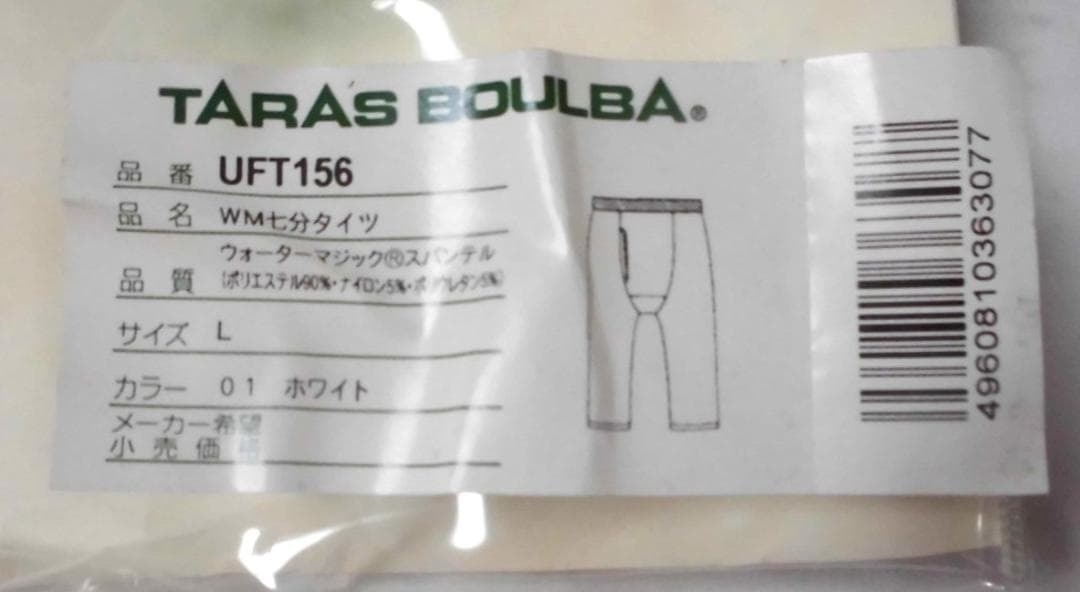 TARAS BOULBA®
品番 UFT156
品名 WM七分タイツ
ウォーターマジック®スパンテル
品質 (ポリエステル90%・ナイロン5%・ポリウレタン5%)
サイズ L
カラー 01 ホワイト
メーカー希望
小売価格
4960810363077